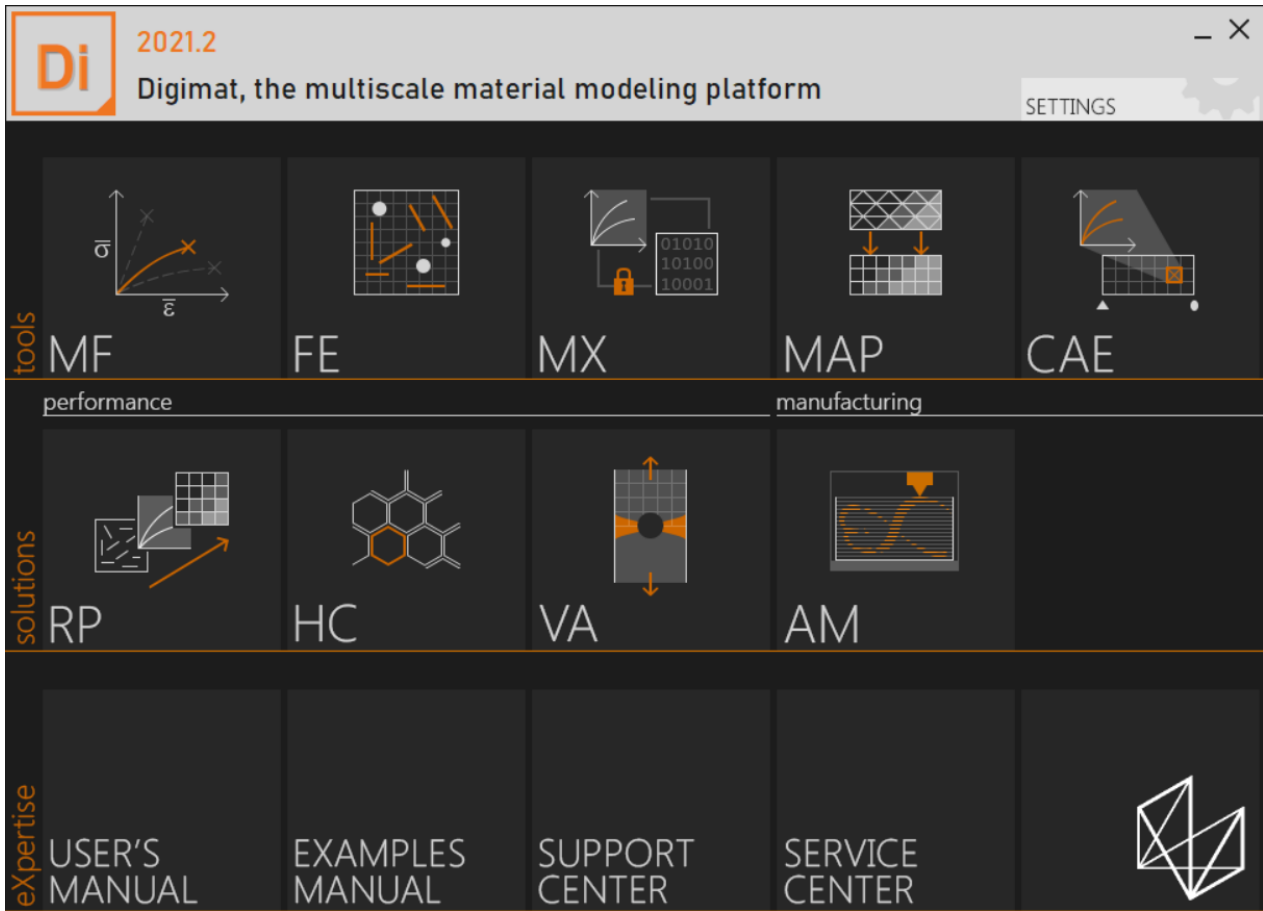 Di
2021.2
Digimat, the multiscale material modeling platform
SETTINGS
tools
σ
ε
MF
FE
01010
10100
10001
MX
MAP
CAE
performance
manufacturing
solutions
RP
HC
VA
AM
eXpertise
USER'S
MANUAL
EXAMPLES
MANUAL
SUPPORT
CENTER
SERVICE
CENTER